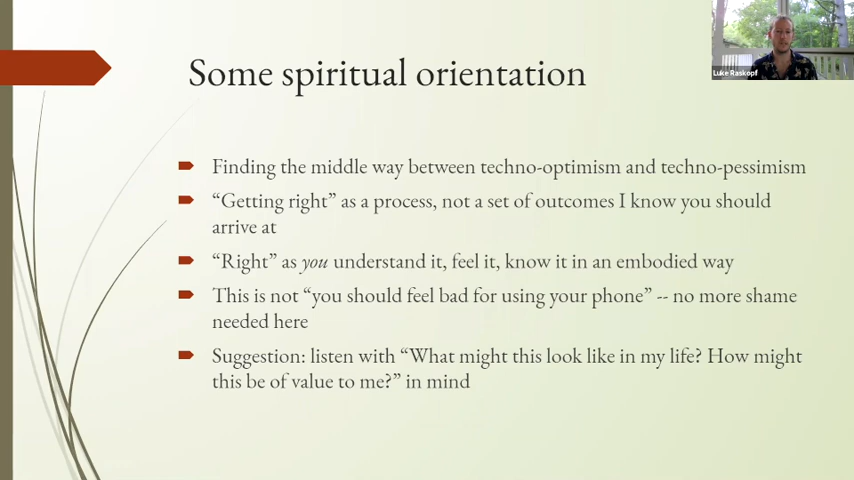 Luke Raskopf
Some spiritual orientation
Finding the middle way between techno-optimism and techno-pessimism
“Getting right” as a process, not a set of outcomes I know you should
arrive at
“Right” as you understand it, feel it, know it in an embodied way
This is not “you should feel bad for using your phone” -- no more shame
needed here
Suggestion: listen with “What might this look like in my life? How might
this be of value to me?” in mind